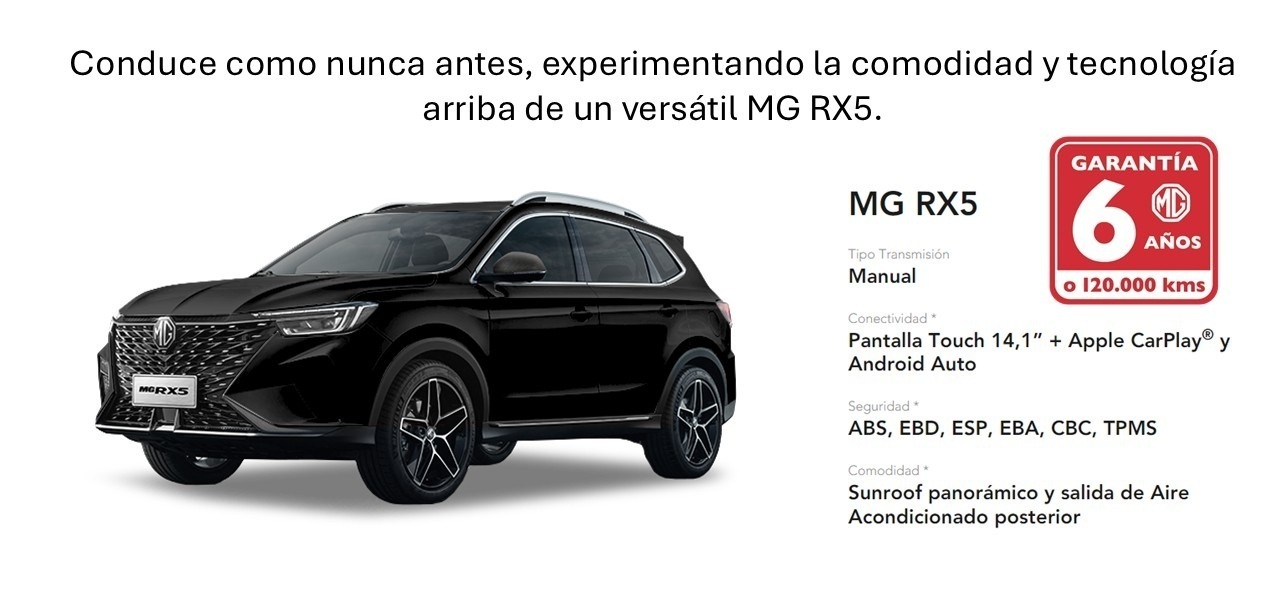 Conduce como nunca antes, experimentando la comodidad y tecnología
arriba de un versátil MG RX5.
MG
MGRX5
MG RX5
Tipo Transmisión
Manual
Conectividad *
Pantalla Touch 14,1” + Apple CarPlay® y
Android Auto
Seguridad *
ABS, EBD, ESP, EBA, CBC, TPMS
Comodidad *
Sunroof panorámico y salida de Aire
Acondicionado posterior
GARANTÍA
6
MG
AÑOS
o 120.000 kms